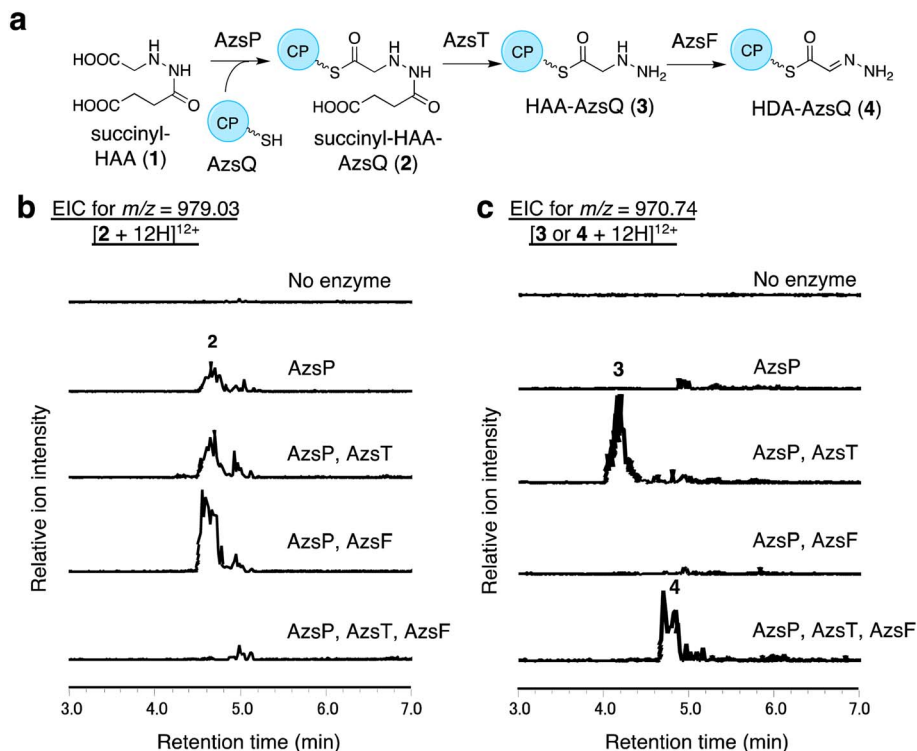 a
HOOC
H
N
NH
HOOC
O
succinyl-
HAA (1)
AzsP
CP
SH
AzsQ
CP
O
S
H
N
NH
HOOC
O
succinyl-HAA-
AzsQ (2)
AzsT
CP
O
S
H
N
NH2
HAA-AzsQ (3)
AzsF
CP
O
S
N
NH2
HDA-AzsQ (4)
b EIC for m/z = 979.03
[2 + 12H]12+
Relative ion intensity
No enzyme
2
AzsP
AzsP, AzsT
AzsP, AzsF
AzsP, AzsT, AzsF
3.0 4.0 5.0 6.0 7.0
Retention time (min)
c EIC for m/z = 970.74
[3 or 4 + 12H]12+
Relative ion intensity
No enzyme
AzsP
3
AzsP, AzsT
AzsP, AzsF
4
AzsP, AzsT, AzsF
3.0 4.0 5.0 6.0 7.0
Retention time (min)